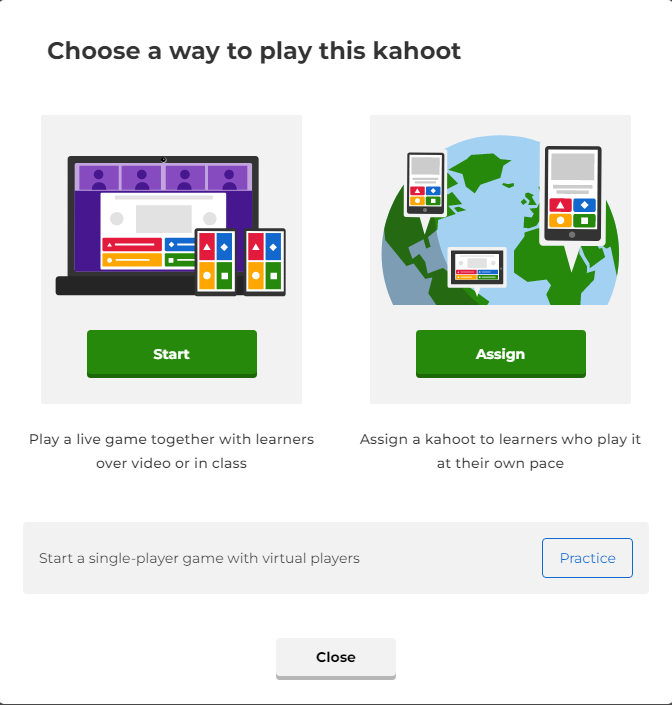 Choose a way to play this kahoot
Start
Assign
Play a live game together with learners
over video or in class
Assign a kahoot to learners who play it
at their own pace
Start a single-player game with virtual players
Practice
Close